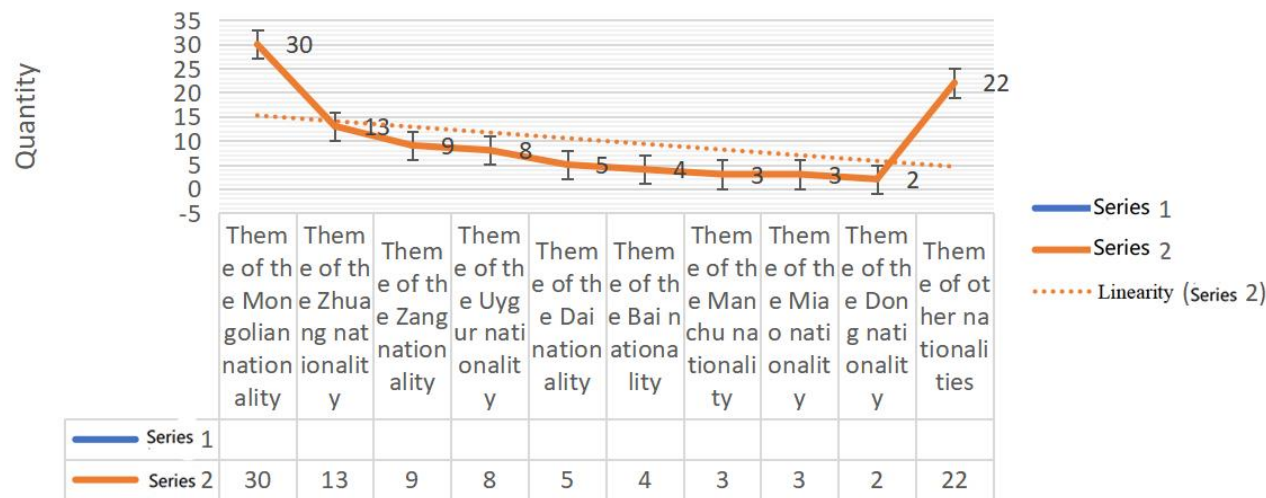 Quantity
35
30
25
20
15
10
5
0
-5
30
13
9
8
5
4
3
3
2
22
Them
e of th
e Mon
golian
nation
ality
Them
e of th
e Zhua
ng nat
ionalit
y
Them
e of th
e Zang
nation
ality
Them
e of th
e Uyg
ur nati
onalit
y
Them
e of th
e Dai
nation
ality
Them
e of th
e Bai n
ationa
lity
Them
e of th
e Man
chu na
tionali
ty
Them
e of th
e Mia
o nati
onalit
y
Them
e of th
e Don
g nati
onalit
y
Them
e of ot
her na
tionali
ties
Series 1
Series 2 30 13 9 8 5 4 3 3 2 22
Series 1
Series 2
Linearity (Series 2)